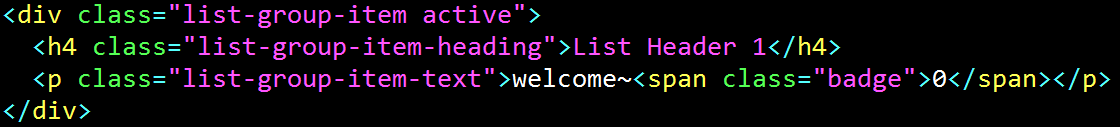 <div class="list-group-item active">
  <h4 class="list-group-item-heading">List Header 1</h4>
  <p class="list-group-item-text">welcome~<span class="badge">0</span></p>
</div>